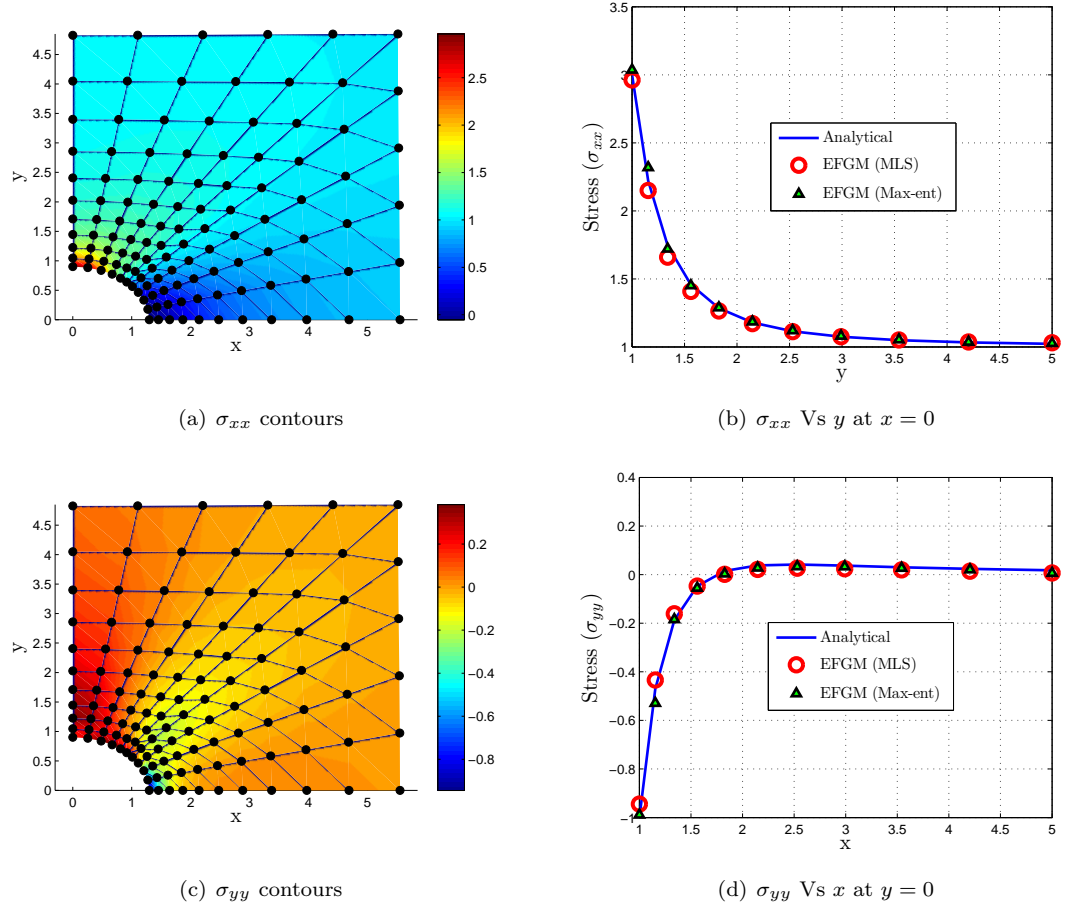 4.5
4
3.5
3
2.5
2
1.5
1
0.5
0
y
0 1 2 3 4 5
x
2.5
2
1.5
1
0.5
0
(a) σxx contours
3.5
3
2.5
2
1.5
1
Stress (σxx)
Analytical
EFGM (MLS)
EFGM (Max-ent)
1 1.5 2 2.5 3 3.5 4 4.5 5
y
(b) σxx Vs y at x = 0
4.5
4
3.5
3
2.5
2
1.5
1
0.5
0
y
0 1 2 3 4 5
x
0.2
0
−0.2
−0.4
−0.6
−0.8
(c) σyy contours
0.4
0.2
0
−0.2
−0.4
−0.6
−0.8
−1
Stress (σyy)
Analytical
EFGM (MLS)
EFGM (Max-ent)
1 1.5 2 2.5 3 3.5 4 4.5 5
x
(d) σyy Vs x at y = 0